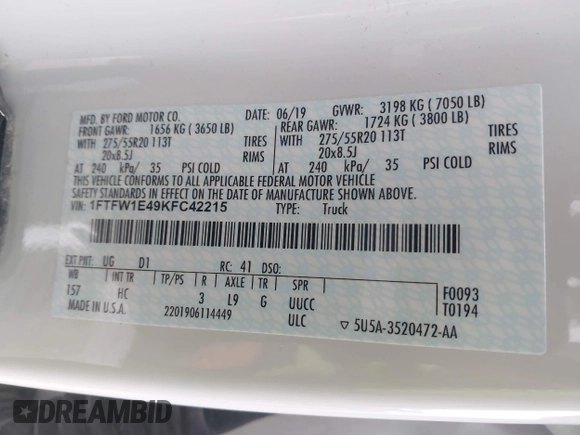 MFD. BY FORD MOTOR CO. DATE: 06/19 GVWR: 3198 KG (7050 LB)
FRONT GAWR: 1656 KG (3650 LB) REAR GAWR: 1724 KG (3800 LB)
WITH 275/55R20 113T TIRES WITH 275/55R20 113T TIRES
20x8.5J RIMS 20x8.5J RIMS
AT 240 kPa/ 35 PSI COLD AT 240 kPa/ 35 PSI COLD
THIS VEHICLE CONFORMS TO ALL APPLICABLE FEDERAL MOTOR VEHICLE
SAFETY STANDARDS IN EFFECT ON THE DATE OF MANUFACTURE SHOWN ABOVE.
VIN: 1FTFW1E49KFC42215 TYPE: Truck
EXT PNT: UG D1 RC: 41 DSO:
WB INT TR TP/PS R AXLE TR SPR
157 HC 3 L9 G UUCC F0093
MADE IN U.S.A. 2201906114449 ULC T0194
▽ 5U5A-3520472-AA
DREAMBID